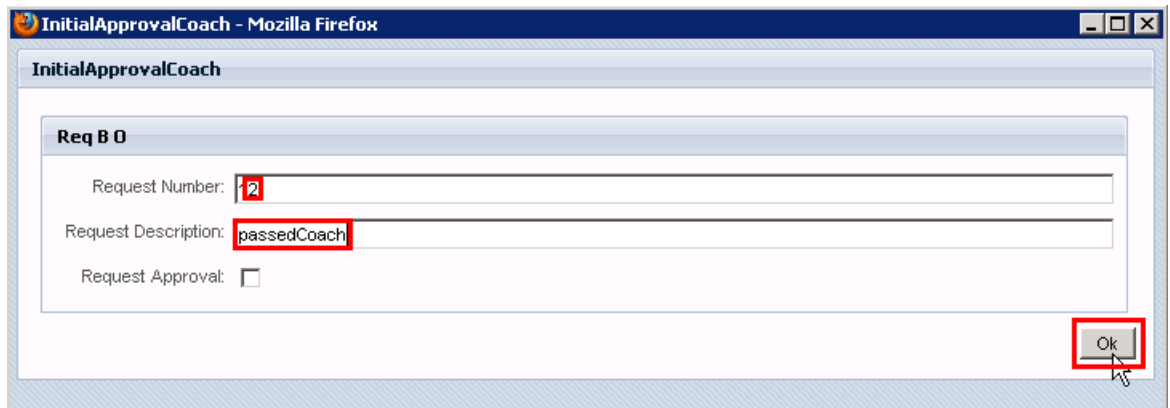 InitialApprovalCoach - Mozilla Firefox
InitialApprovalCoach
Req B O
Request Number: 12
Request Description: passedCoach
Request Approval:
Ok